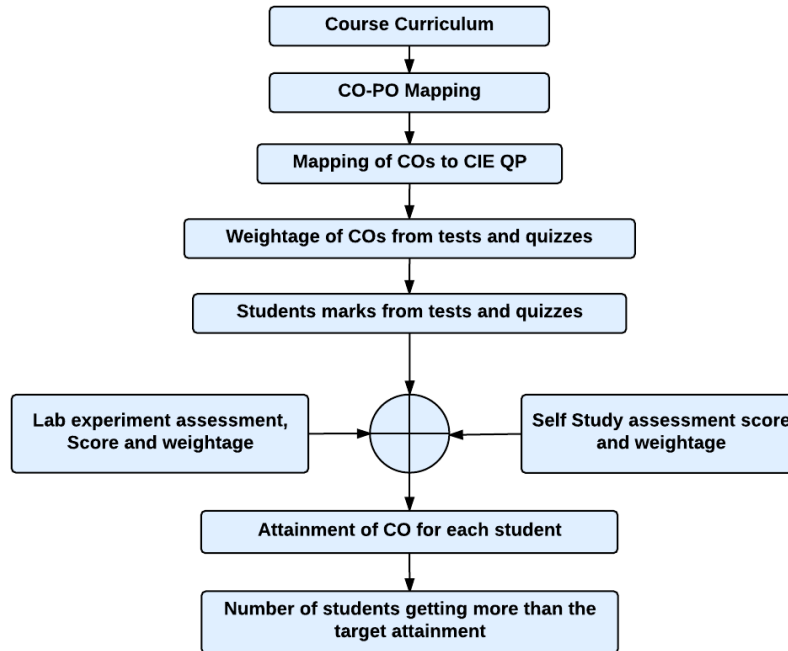 Course Curriculum
CO-PO Mapping
Mapping of COs to CIE QP
Weightage of COs from tests and quizzes
Students marks from tests and quizzes
Lab experiment assessment,
Score and weightage
Self Study assessment score
and weightage
Attainment of CO for each student
Number of students getting more than the
target attainment